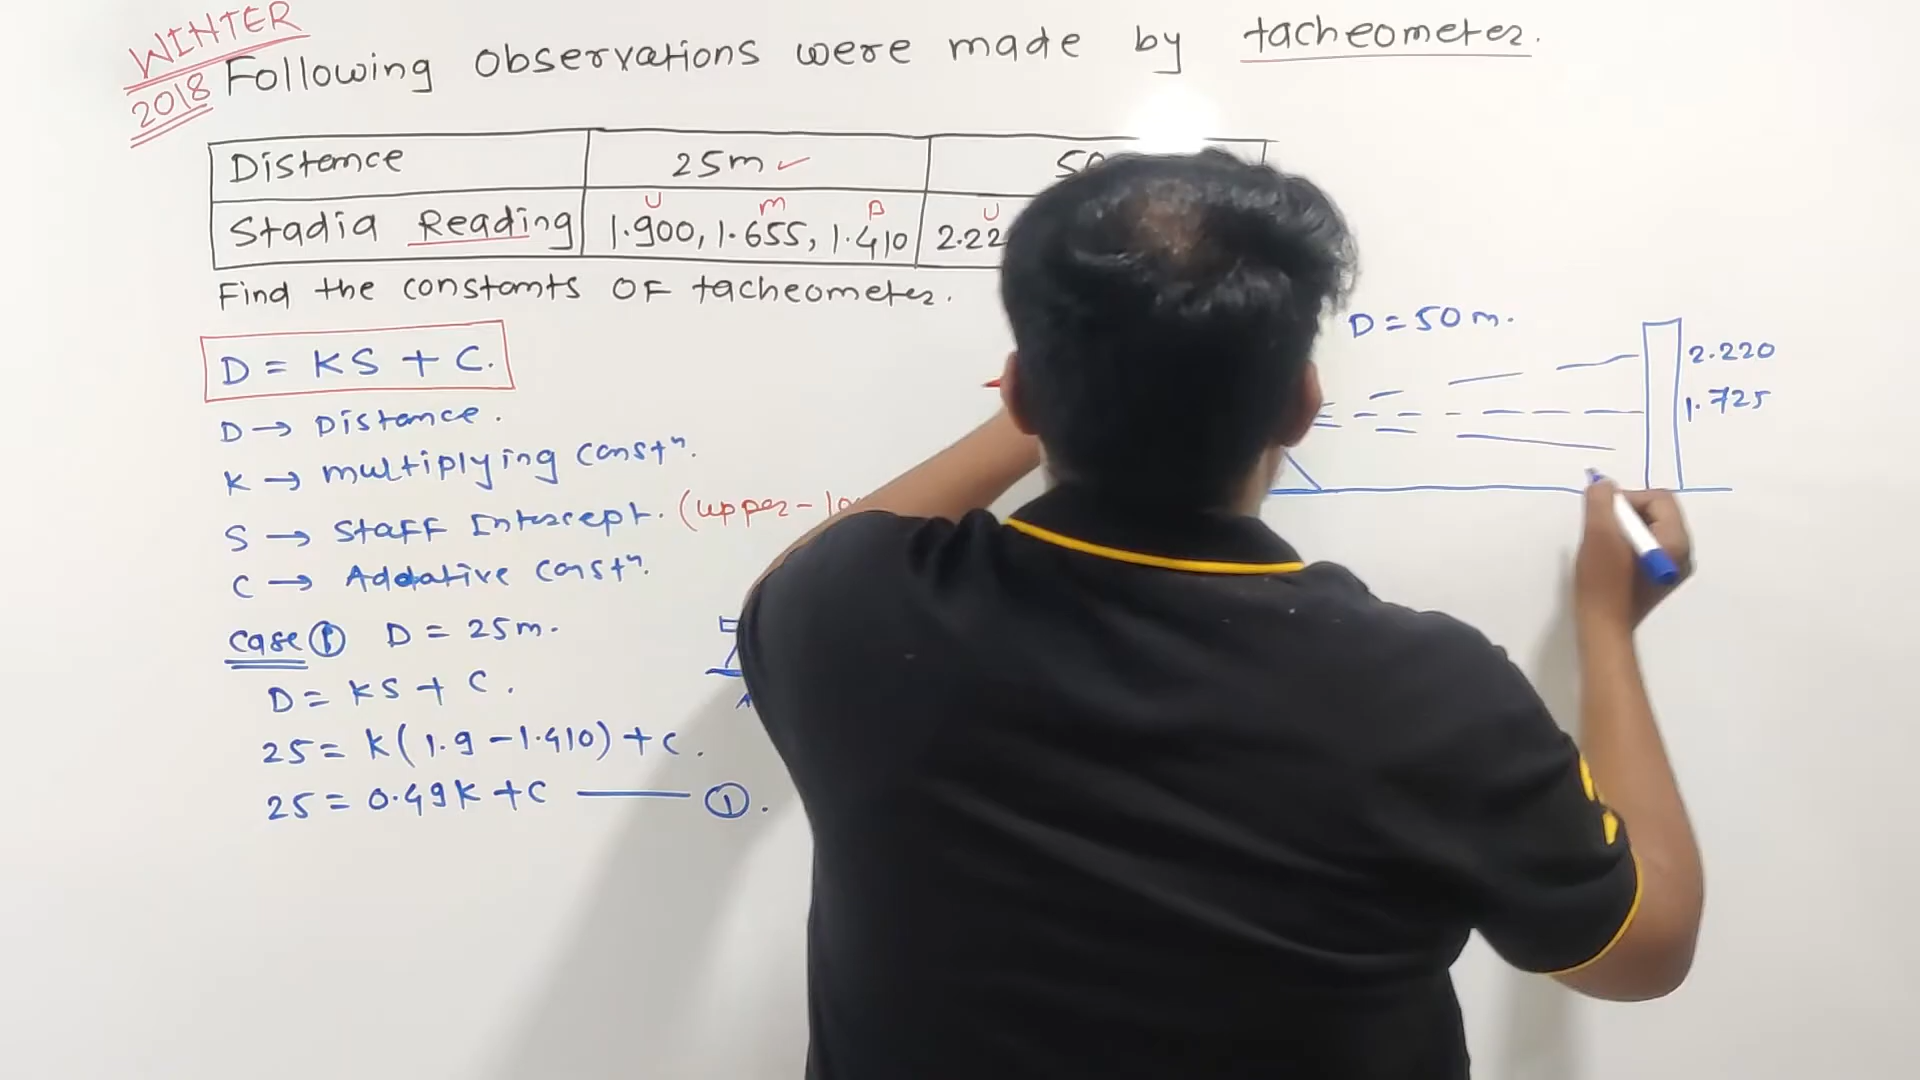 WINTER
2018
Following observations were made by tacheometer.
Distance 25m 50
Stadia Reading 1.900, 1.655, 1.410 2.22
U m B U
Find the constants OF tacheometer.
D = KS + C.
D → Distance.
K → multiplying constⁿ.
S → Staff Intercept. (upper-lo
C → Addative constⁿ.
Case ① D = 25m.
D = KS + C.
25 = K(1.9 - 1.410) + C.
25 = 0.49K + C ①.
D = 50 m.
2.220
1.725